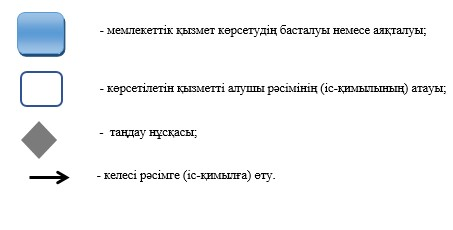 - мемлекеттік қызмет көрсетудің басталуы немесе аяқталуы;
- көрсетілетін қызметті алушы рәсімінің (іс-қимылының) атауы;
- таңдау нұсқасы;
- келесі рәсімге (іс-қимылға) өту.